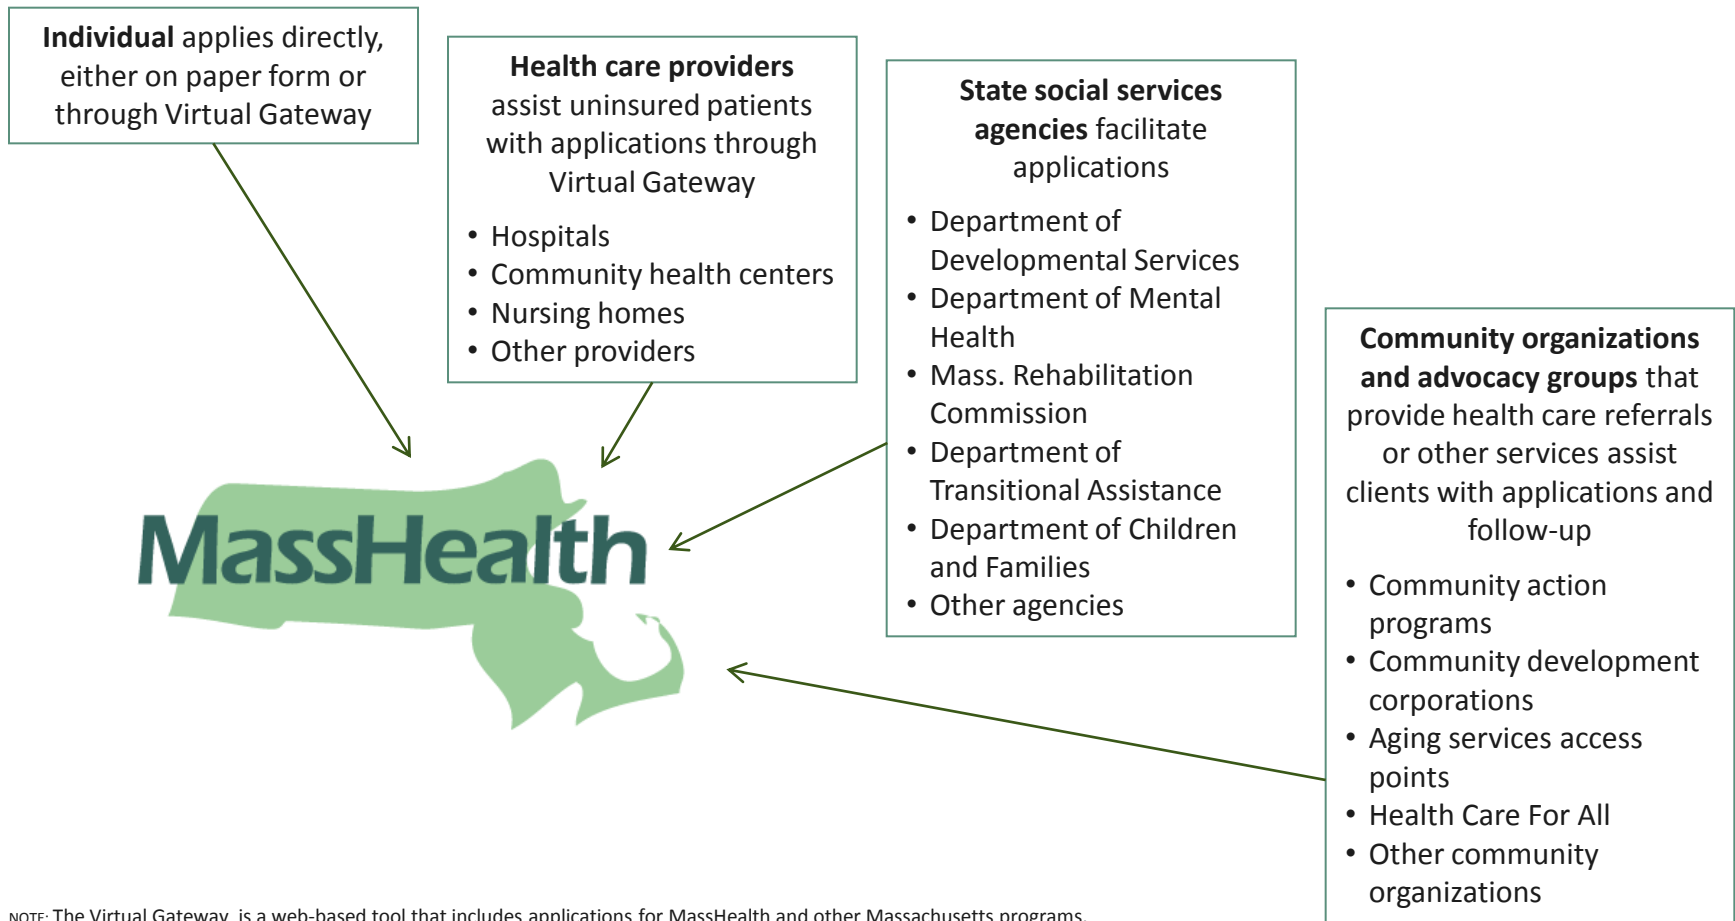 Individual applies directly,
either on paper form or
through Virtual Gateway
Health care providers
assist uninsured patients
with applications through
Virtual Gateway
• Hospitals
• Community health centers
• Nursing homes
• Other providers
State social services
agencies facilitate
applications
• Department of
Developmental Services
• Department of Mental
Health
• Mass. Rehabilitation
Commission
• Department of
Transitional Assistance
• Department of Children
and Families
• Other agencies
Community organizations
and advocacy groups that
provide health care referrals
or other services assist
clients with applications and
follow-up
• Community action
programs
• Community development
corporations
• Aging services access
points
• Health Care For All
• Other community
organizations
MassHealth
NOTE: The Virtual Gateway is a web-based tool that includes applications for MassHealth and other Massachusetts programs.